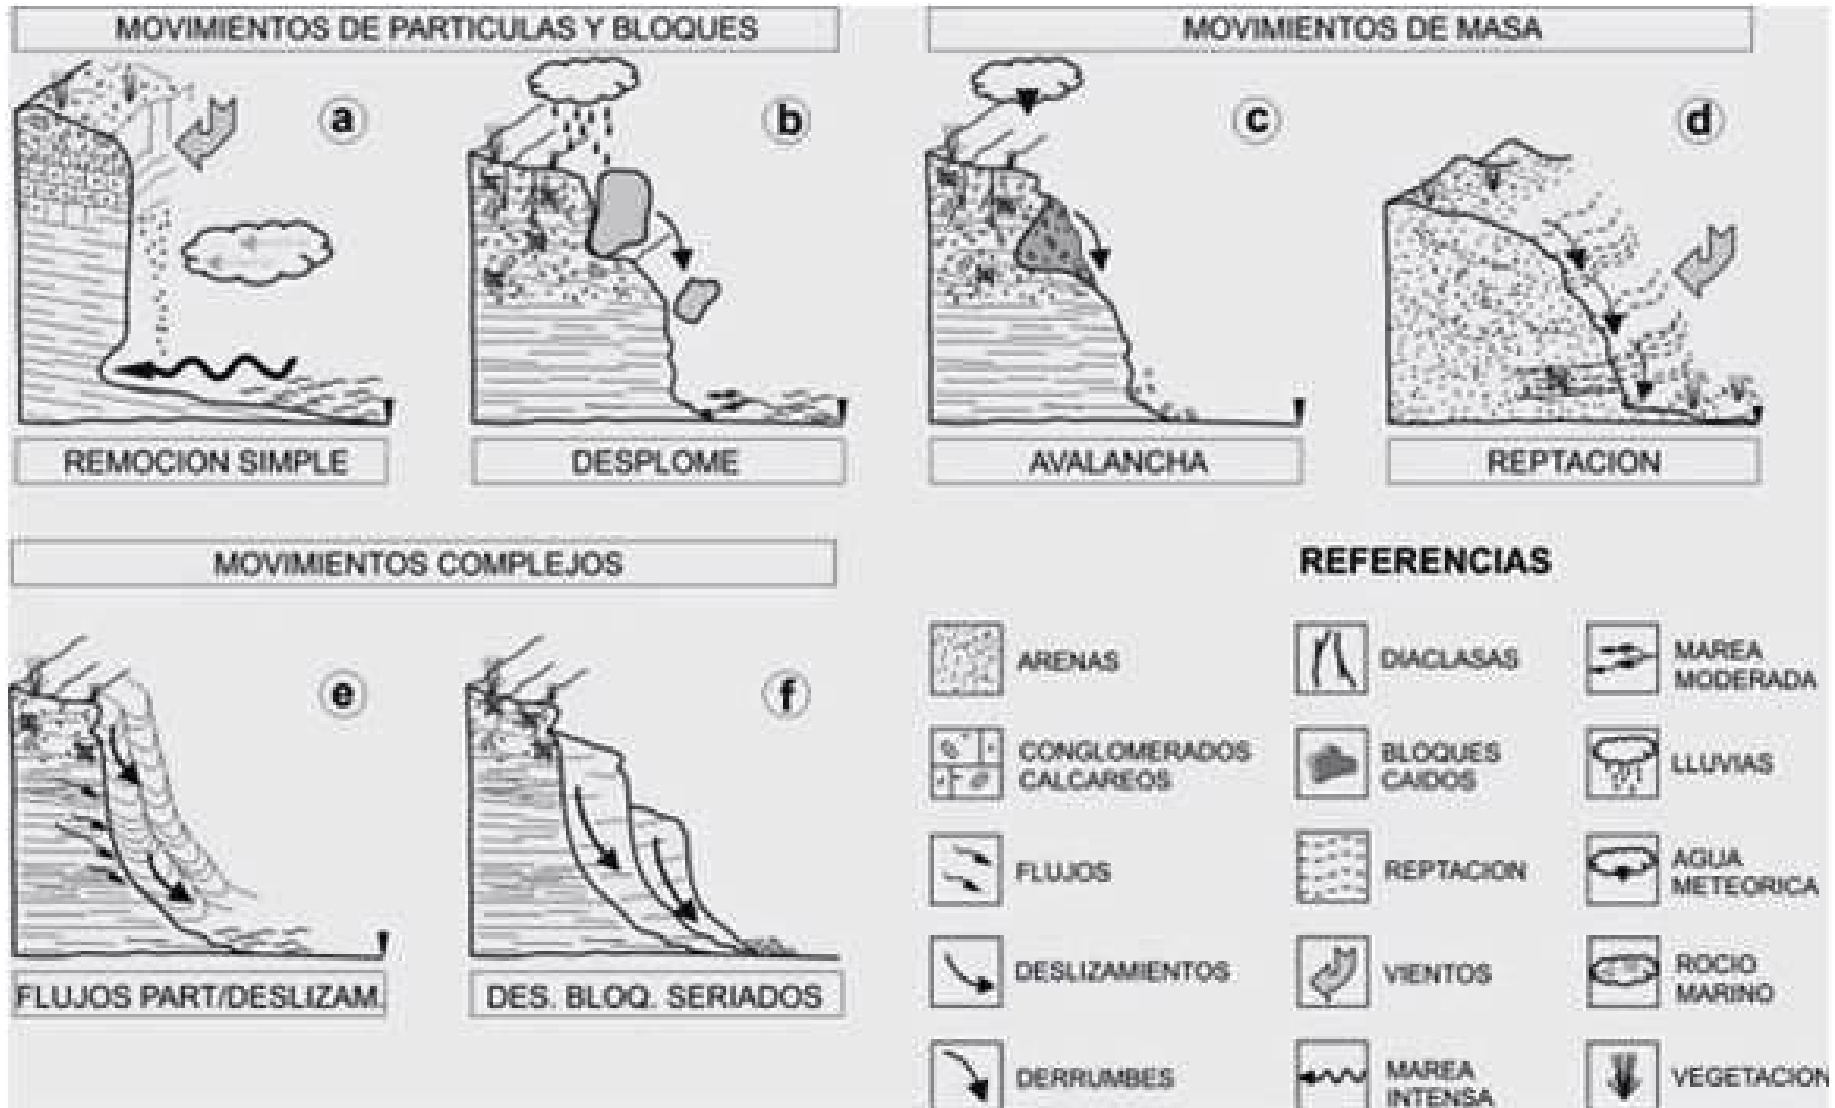 MOVIMIENTOS DE PARTICULAS Y BLOQUES
MOVIMIENTOS DE MASA
a
b
c
d
REMOCION SIMPLE
DESPLOME
AVALANCHA
REPTACION
MOVIMIENTOS COMPLEJOS
e
f
FLUJOS PART/DESLIZAM.
DES. BLOQ. SERIADOS
REFERENCIAS
ARENAS
DIACLASAS
MAREA
MODERADA
CONGLOMERADOS
CALCAREOS
BLOQUES
CAIDOS
LLUVIAS
FLUJOS
REPTACION
AGUA
METEORICA
DESLIZAMIENTOS
VIENTOS
ROCIO
MARINO
DERRUMBES
MAREA
INTENSA
VEGETACION